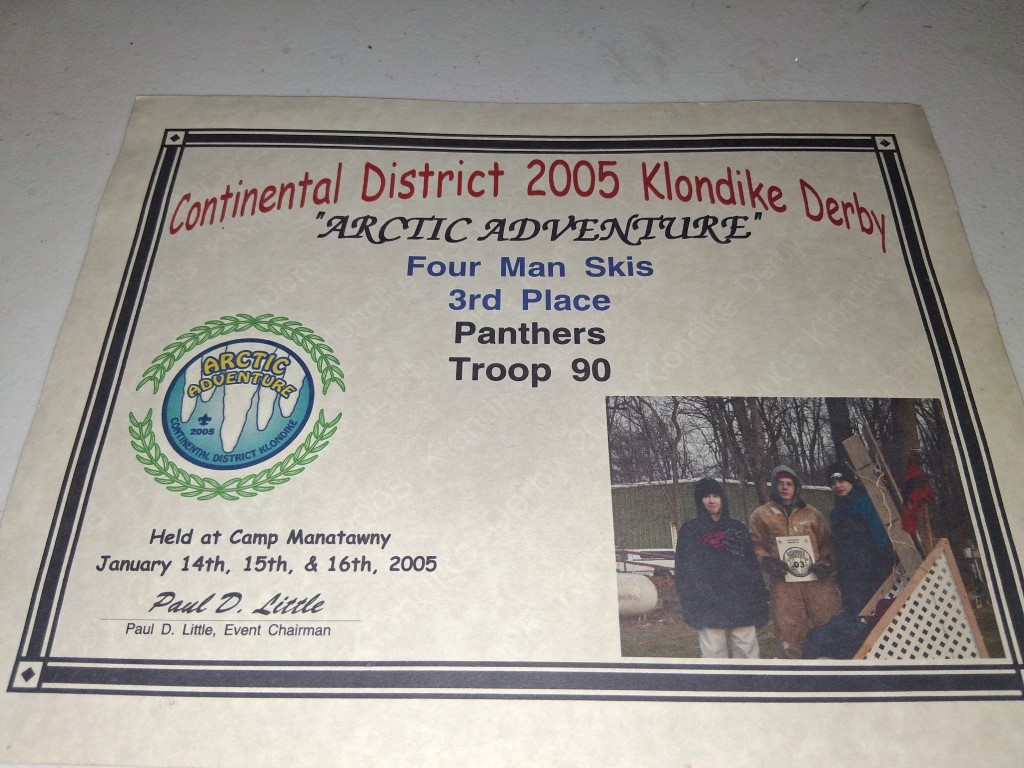 Continental District 2005 Klondike Derby
"ARCTIC ADVENTURE"
Four Man Skis
3rd Place
Panthers
Troop 90
ARCTIC
ADVENTURE
2005
CONTINENTAL DISTRICT KLONDIKE
Held at Camp Manatawny
January 14th, 15th, & 16th, 2005
Paul D. Little
Paul D. Little, Event Chairman
03